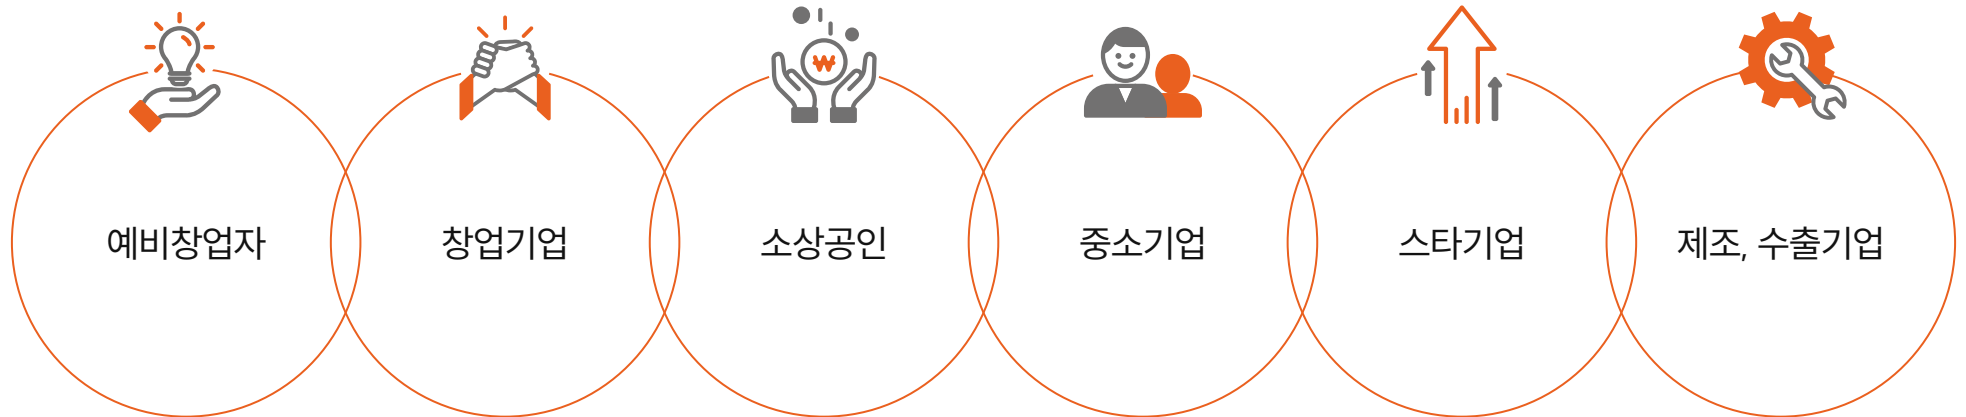 예비창업자
창업기업
소상공인
중소기업
스타기업
제조, 수출기업